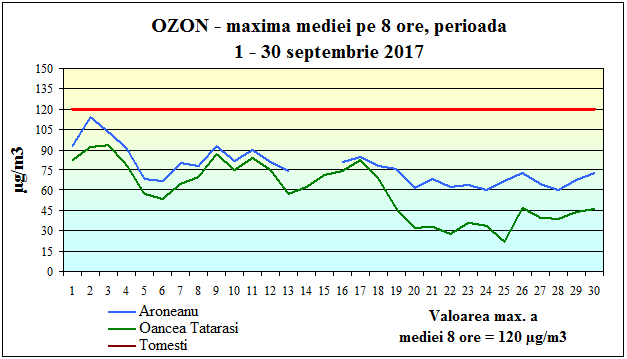 OZON - maxima mediei pe 8 ore, perioada
1 - 30 septembrie 2017
µg/m3
150
135
120
105
90
75
60
45
30
15
0
1 2 3 4 5 6 7 8 9 10 11 12 13 14 15 16 17 18 19 20 21 22 23 24 25 26 27 28 29 30
Aroneanu
Oancea Tatarasi
Tomesti
Valoarea max. a
mediei 8 ore = 120 µg/m3